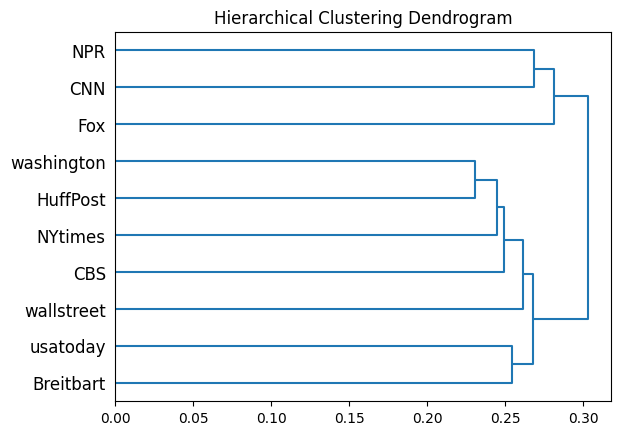 Hierarchical Clustering Dendrogram
NPR
CNN
Fox
washington
HuffPost
NYtimes
CBS
wallstreet
usatoday
Breitbart
0.00 0.05 0.10 0.15 0.20 0.25 0.30